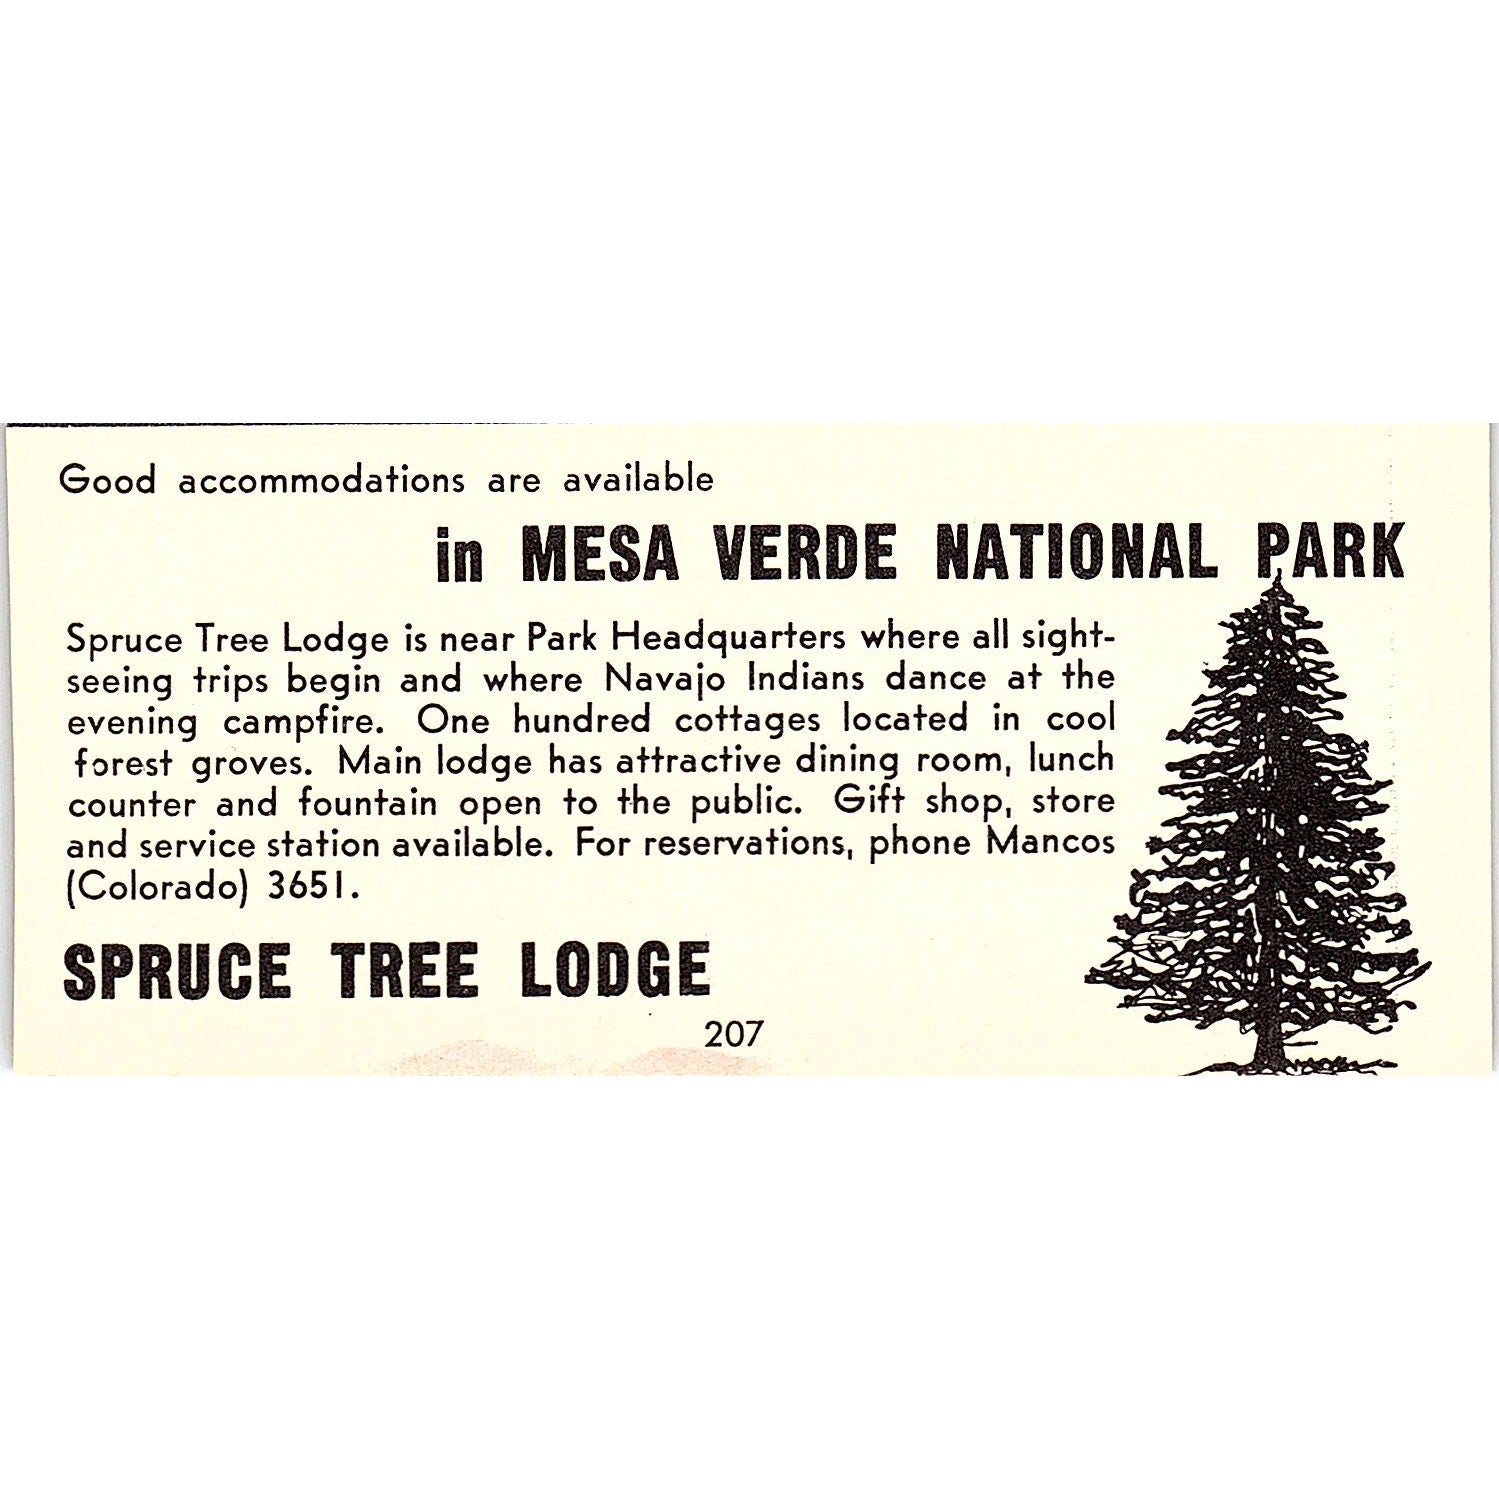 Good accommodations are available
in MESA VERDE NATIONAL PARK
Spruce Tree Lodge is near Park Headquarters where all sight-
seeing trips begin and where Navajo Indians dance at the
evening campfire. One hundred cottages located in cool
forest groves. Main lodge has attractive dining room, lunch
counter and fountain open to the public. Gift shop, store
and service station available. For reservations, phone Mancos
(Colorado) 3651.
SPRUCE TREE LODGE
207